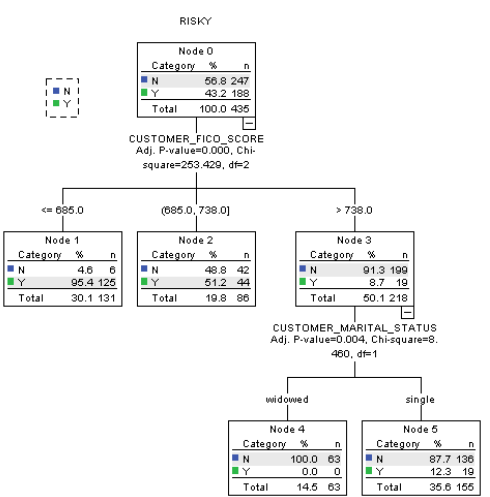 RISKY
Node 0
Category % n
N 56.8 247
Y 43.2 188
Total 100.0 435
N
Y
CUSTOMER_FICO_SCORE
Adj. P-value=0.000, Chi-
square=253.429, df=2
<= 685.0
(685.0, 738.0]
> 738.0
Node 1
Category % n
N 4.6 6
Y 95.4 125
Total 30.1 131
Node 2
Category % n
N 48.8 42
Y 51.2 44
Total 19.8 86
Node 3
Category % n
N 91.3 199
Y 8.7 19
Total 50.1 218
CUSTOMER_MARITAL_STATUS
Adj. P-value=0.004, Chi-square=8.
460, df=1
widowed
single
Node 4
Category % n
N 100.0 63
Y 0.0 0
Total 14.5 63
Node 5
Category % n
N 87.7 136
Y 12.3 19
Total 35.6 155